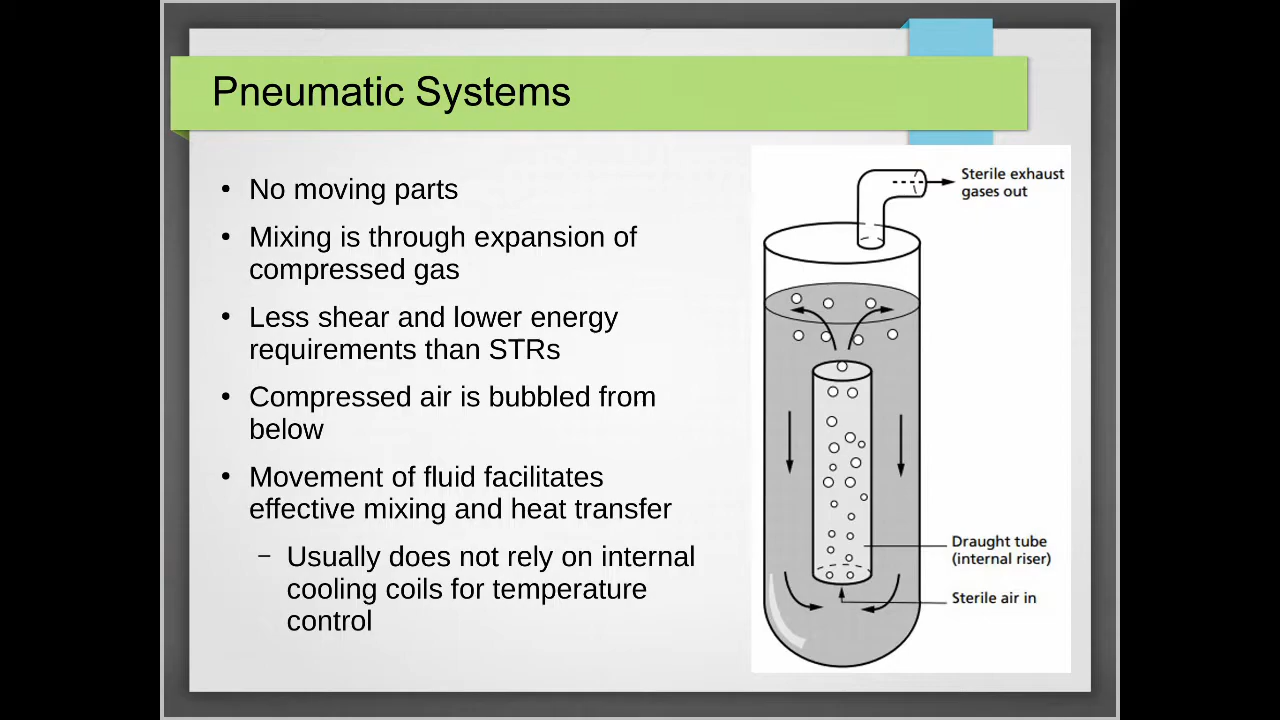 Pneumatic Systems
• No moving parts
• Mixing is through expansion of
compressed gas
• Less shear and lower energy
requirements than STRs
• Compressed air is bubbled from
below
• Movement of fluid facilitates
effective mixing and heat transfer
– Usually does not rely on internal
cooling coils for temperature
control
Sterile exhaust
gases out
Draught tube
(internal riser)
Sterile air in